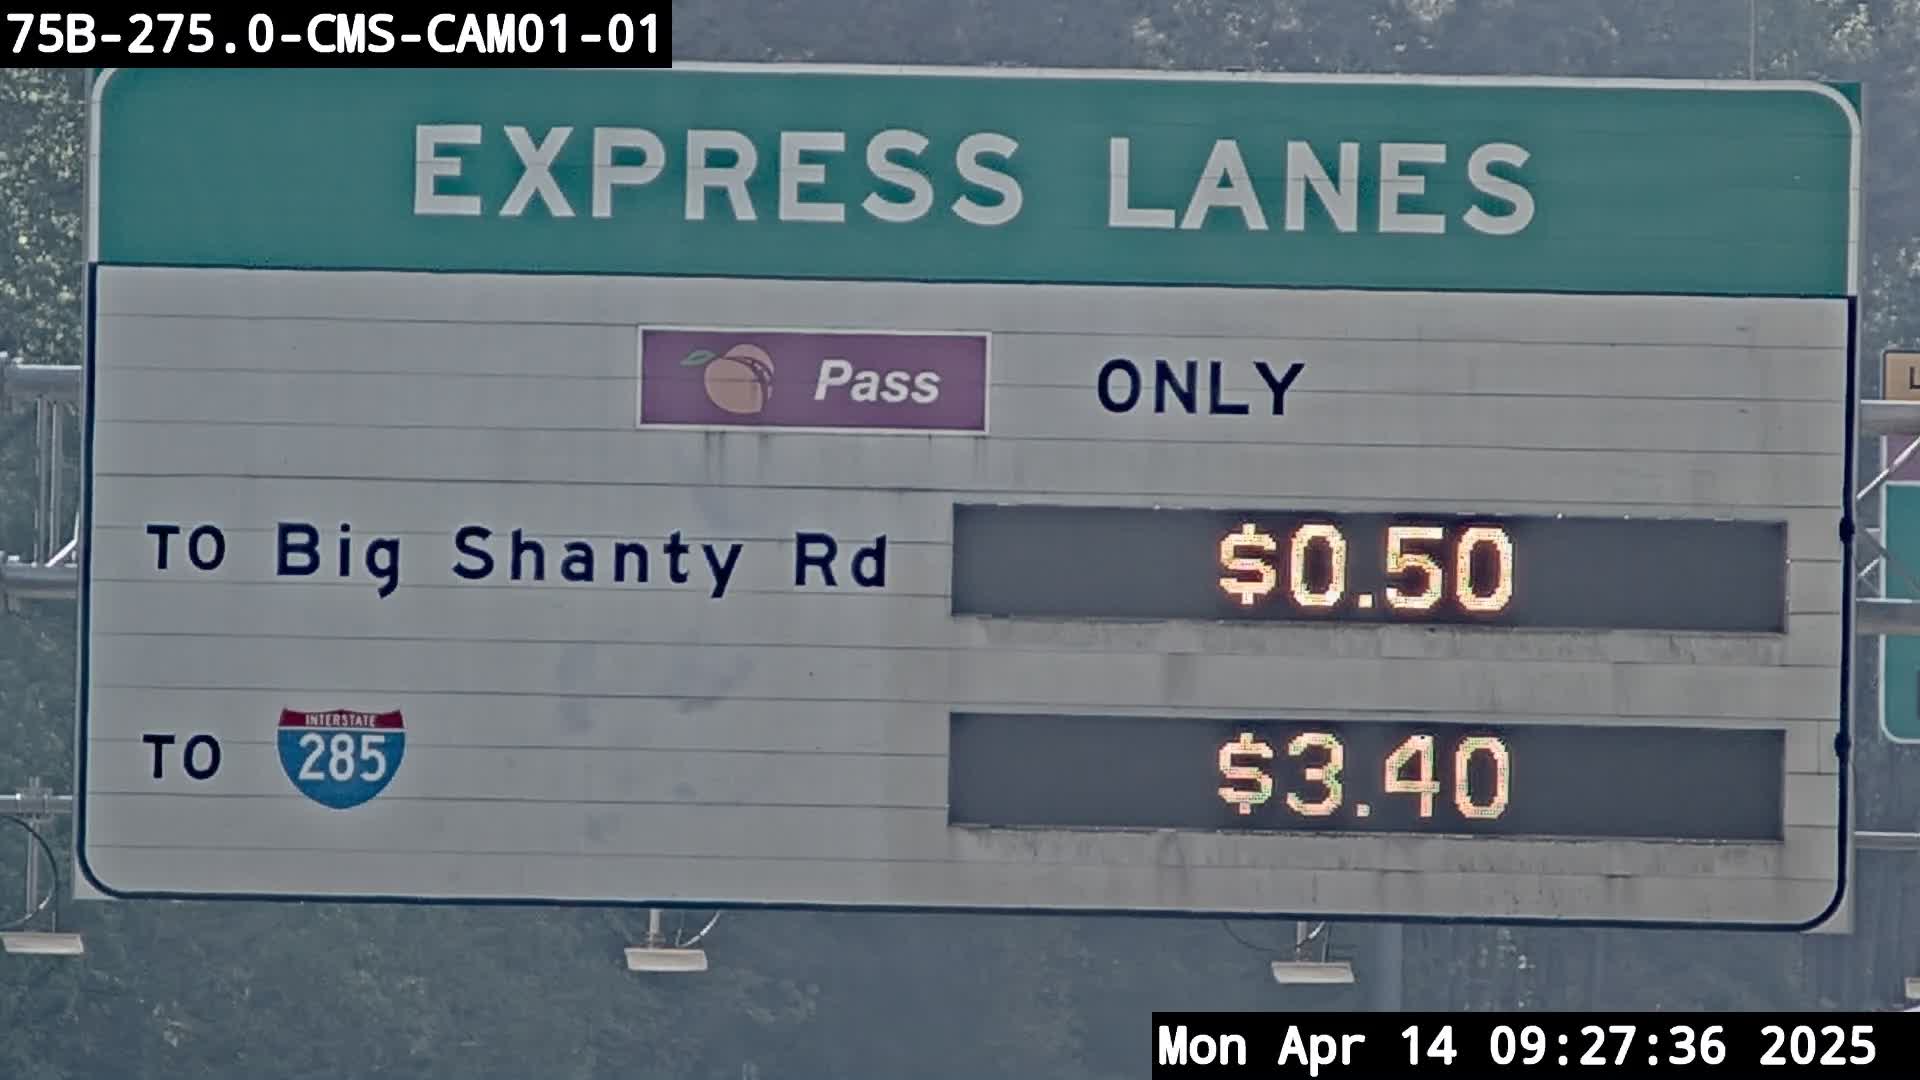 75B-275.0-CMS-CAM01-01
EXPRESS LANES
Pass ONLY
TO Big Shanty Rd $0.50
TO INTERSTATE 285 $3.40
Mon Apr 14 09:27:36 2025